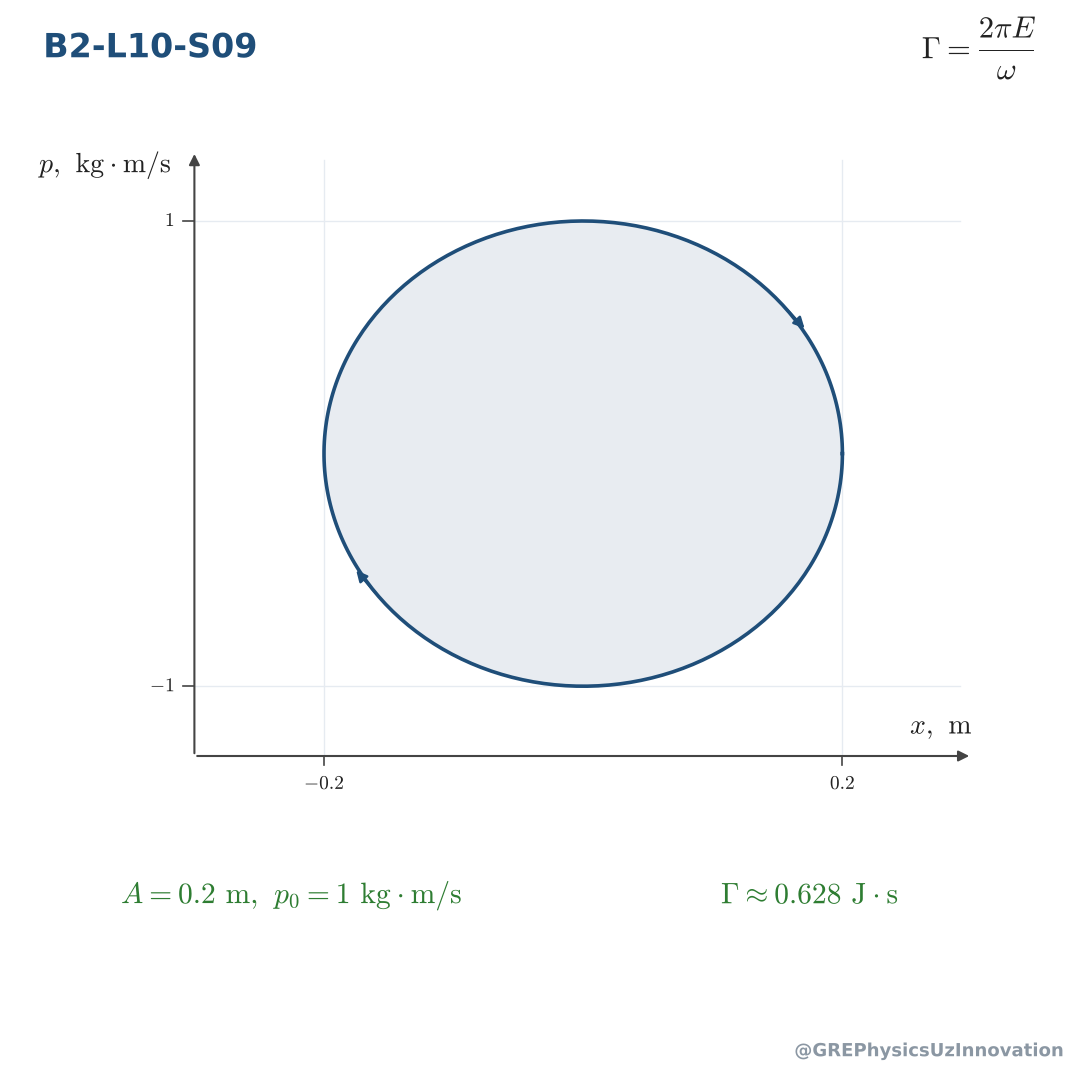 B2-L10-S09
Γ = 2πE/ω
p, kg · m/s
1
−1
x, m
−0.2
0.2
A = 0.2 m, p₀ = 1 kg · m/s
Γ ≈ 0.628 J · s
@GREPhysicsUzInnovation